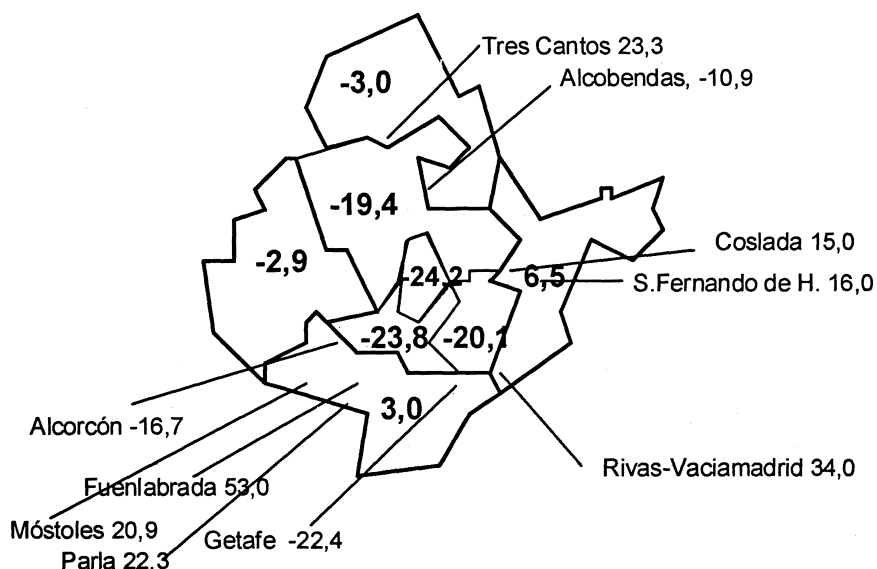 Tres Cantos 23,3
-3,0
Alcobendas, -10,9
-19,4
Coslada 15,0
-2,9
-24,2
6,5
S.Fernando de H. 16,0
-23,8
-20,1
3,0
Alcorcón -16,7
Rivas-Vaciamadrid 34,0
Fuenlabrada 53,0
Móstoles 20,9
Getafe -22,4
Parla 22,3